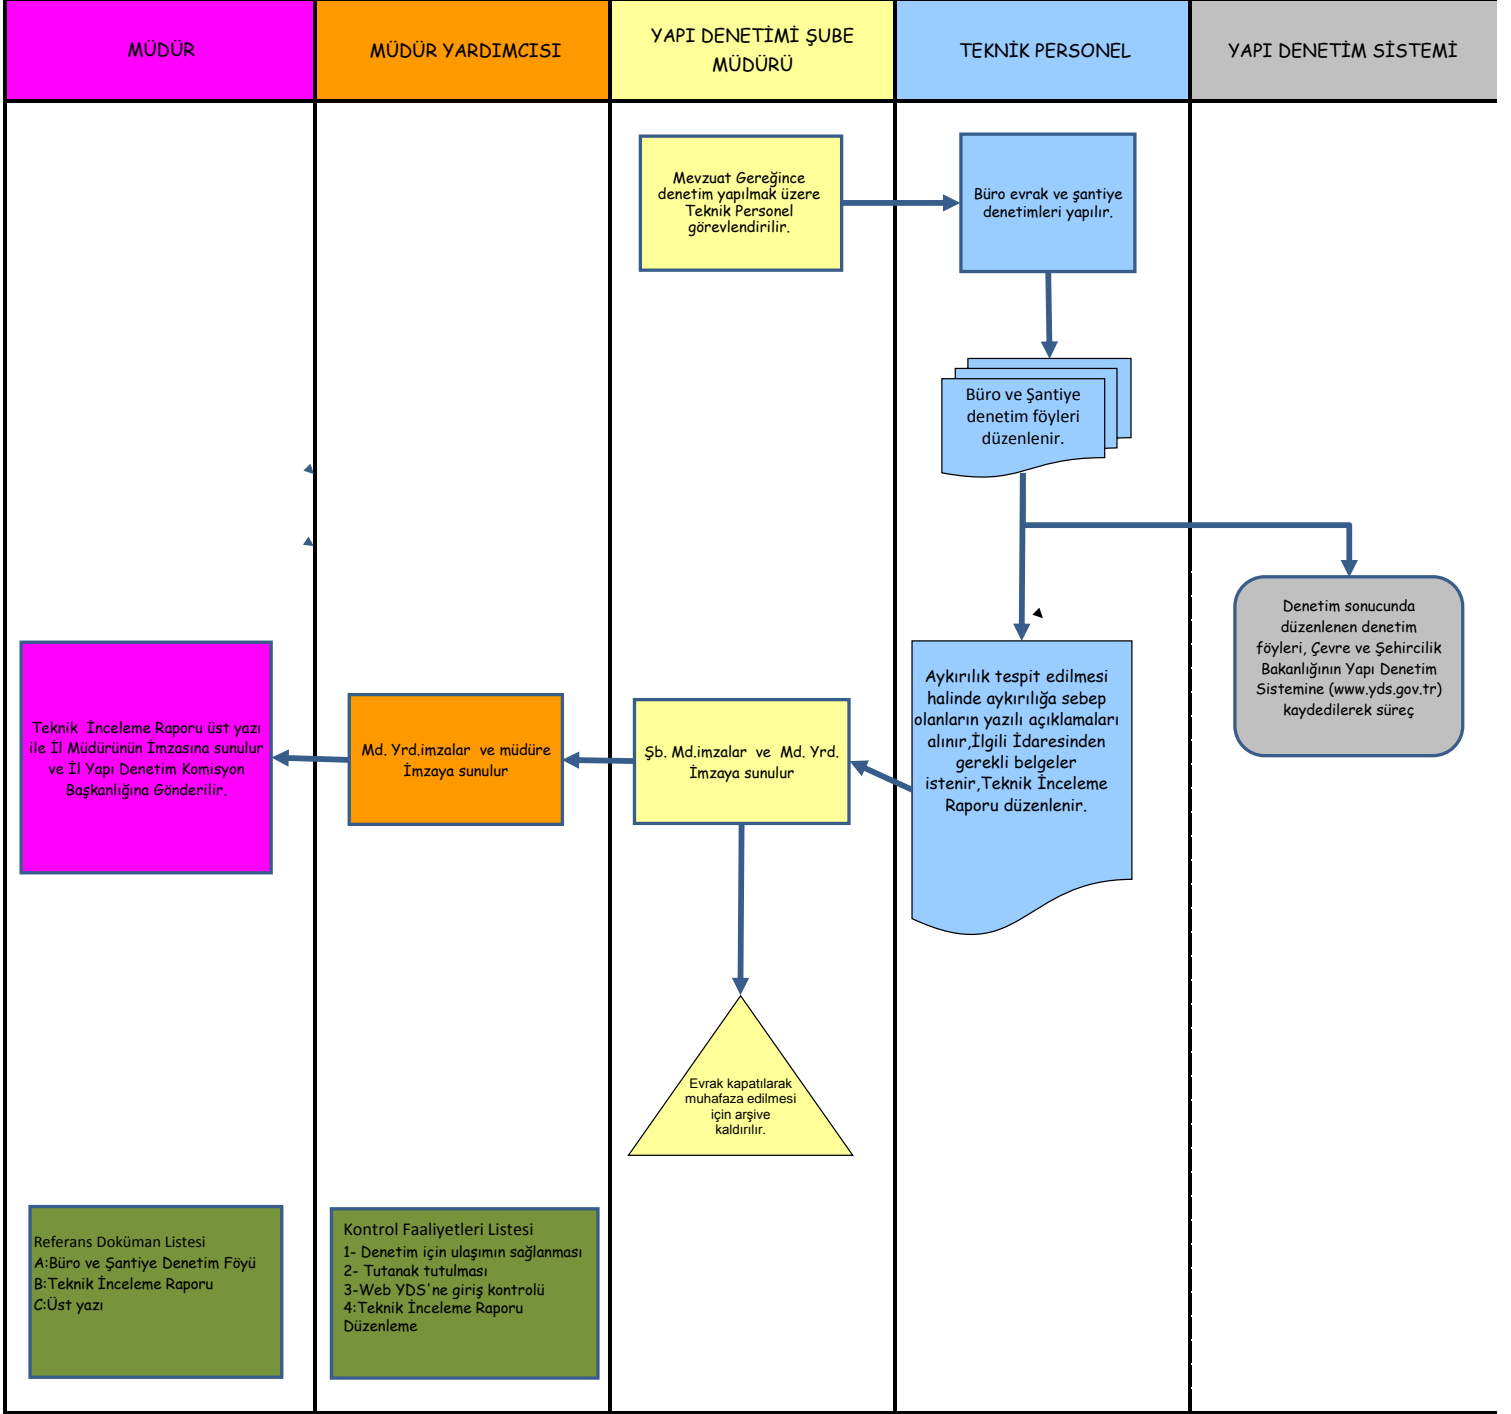 MÜDÜR
MÜDÜR YARDIMCISI
YAPI DENETİMİ ŞUBE
MÜDÜRÜ
TEKNİK PERSONEL
YAPI DENETİM SİSTEMİ
Mevzuat Gereğince
denetim yapılmak üzere
Teknik Personel
görevlendirilir.
Büro evrak ve şantiye
denetimleri yapılır.
Büro ve Şantiye
denetim föyleri
düzenlenir.
Denetim sonucunda
düzenlenen denetim
föyleri, Çevre ve Şehircilik
Bakanlığının Yapı Denetim
Sistemine (www.yds.gov.tr)
kaydedilerek süreç
Aykırılık tespit edilmesi
halinde aykırılığa sebep
olanların yazılı açıklamaları
alınır,İlgili İdaresinden
gerekli belgeler
istenir,Teknik İnceleme
Raporu düzenlenir.
Şb. Md.imzalar ve Md. Yrd.
İmzaya sunulur
Md. Yrd.imzalar ve müdüre
İmzaya sunulur
Teknik İnceleme Raporu üst yazı
ile İl Müdürünün İmzasına sunulur
ve İl Yapı Denetim Komisyon
Başkanlığına Gönderilir.
Evrak kapatılarak
muhafaza edilmesi
için arşive
kaldırılır.
Referans Doküman Listesi
A:Büro ve Şantiye Denetim Föyü
B:Teknik İnceleme Raporu
C:Üst yazı
Kontrol Faaliyetleri Listesi
1- Denetim için ulaşımın sağlanması
2- Tutanak tutulması
3-Web YDS'ne giriş kontrolü
4:Teknik İnceleme Raporu
Düzenleme